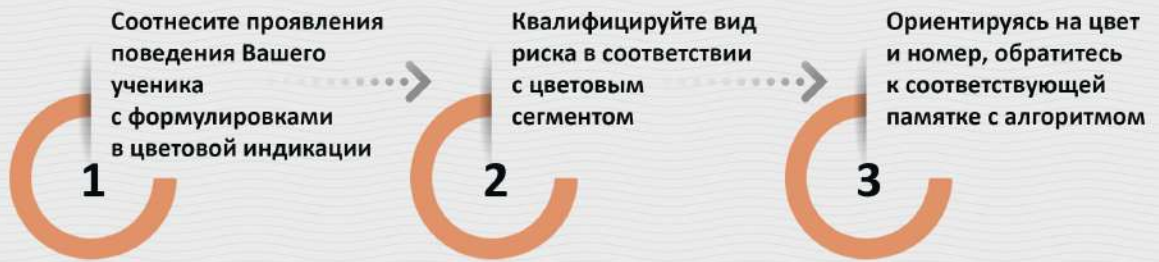 Соотнесите проявления
поведения Вашего
ученика
с формулировками
в цветовой индикации
1
Квалифицируйте вид
риска в соответствии
с цветовым
сегментом
2
Ориентируясь на цвет
и номер, обратитесь
к соответствующей
памятке с алгоритмом
3